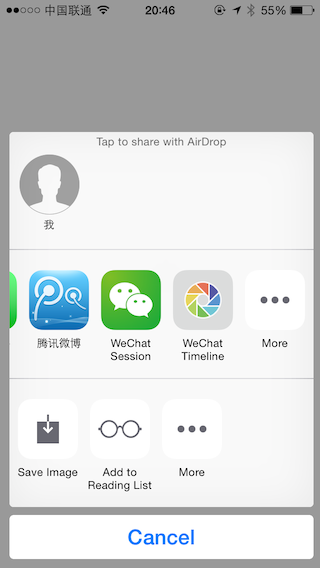 中国联通 20:46 55%
Tap to share with AirDrop
我
腾讯微博 WeChat Session WeChat Timeline More
Save Image Add to Reading List More
Cancel